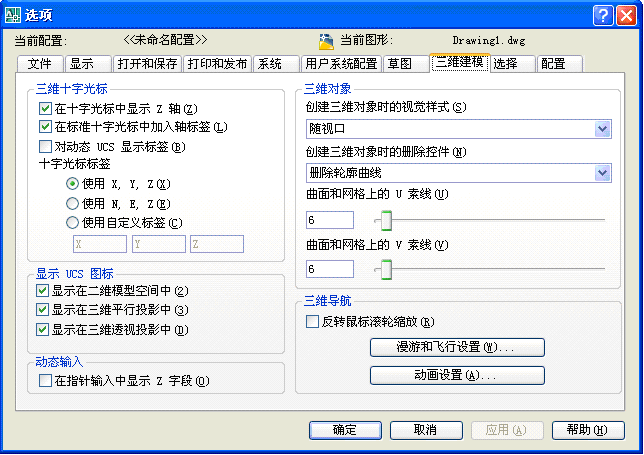 选项
当前配置: <<未命名配置>> 当前图形: Drawing1.dwg
文件 显示 打开和保存 打印和发布 系统 用户系统配置 草图 三维建模 选择 配置
三维十字光标
在十字光标中显示 Z 轴(Z)
在标准十字光标中加入轴标签(L)
对动态 UCS 显示标签(B)
十字光标标签
使用 X, Y, Z(X)
使用 N, E, Z(E)
使用自定义标签(C)
X Y Z
显示 UCS 图标
显示在二维模型空间中(2)
显示在三维平行投影中(3)
显示在三维透视投影中(D)
动态输入
在指针输入中显示 Z 字段(O)
三维对象
创建三维对象时的视觉样式(S)
随视口
创建三维对象时的删除控件(N)
删除轮廓曲线
曲面和网格上的 U 素线(U)
6
曲面和网格上的 V 素线(V)
6
三维导航
反转鼠标滚轮缩放(R)
漫游和飞行设置(W)...
动画设置(A)...
确定 取消 应用(A) 帮助(H)